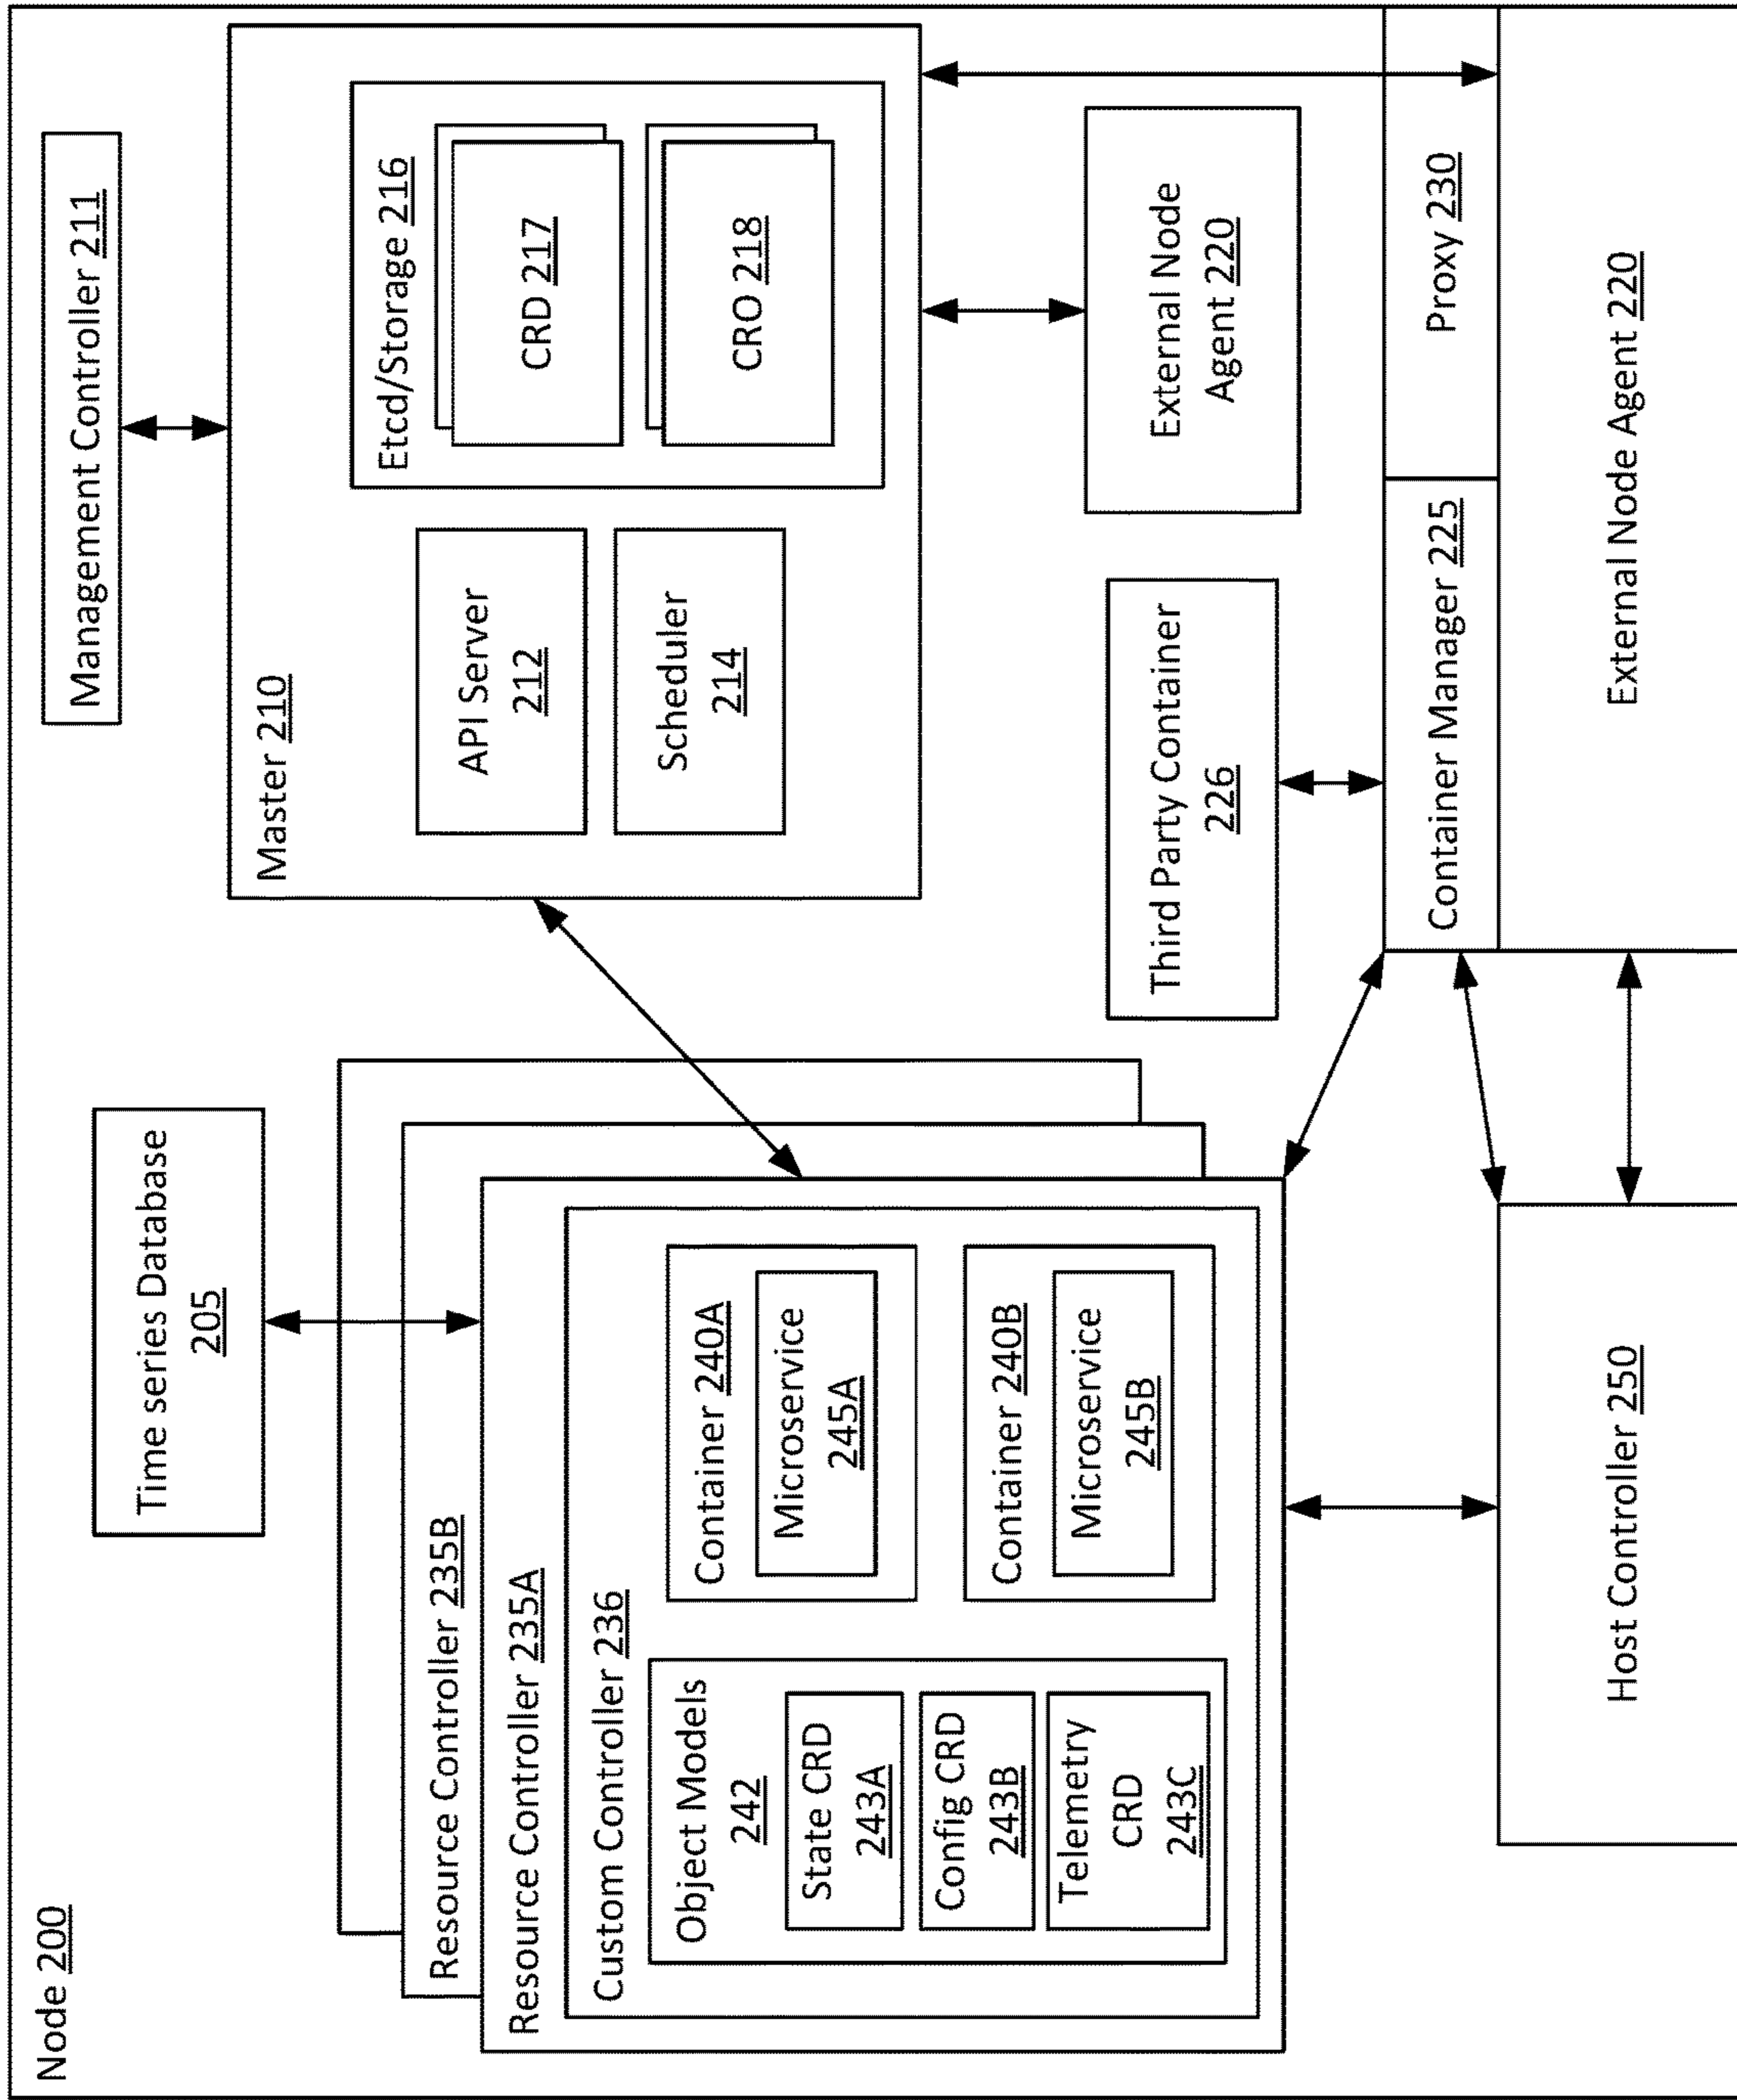 Node 200
Time series Database
205
Management Controller 211
Resource Controller 235B
Resource Controller 235A
Custom Controller 236
Object Models
242
State CRD
243A
Config CRD
243B
Telemetry
CRD
243C
Container 240A
Microservice
245A
Container 240B
Microservice
245B
Master 210
API Server
212
Scheduler
214
Etcd/Storage 216
CRD 217
CRO 218
Third Party Container
226
External Node
Agent 220
Container Manager 225
Proxy 230
Host Controller 250
External Node Agent 220